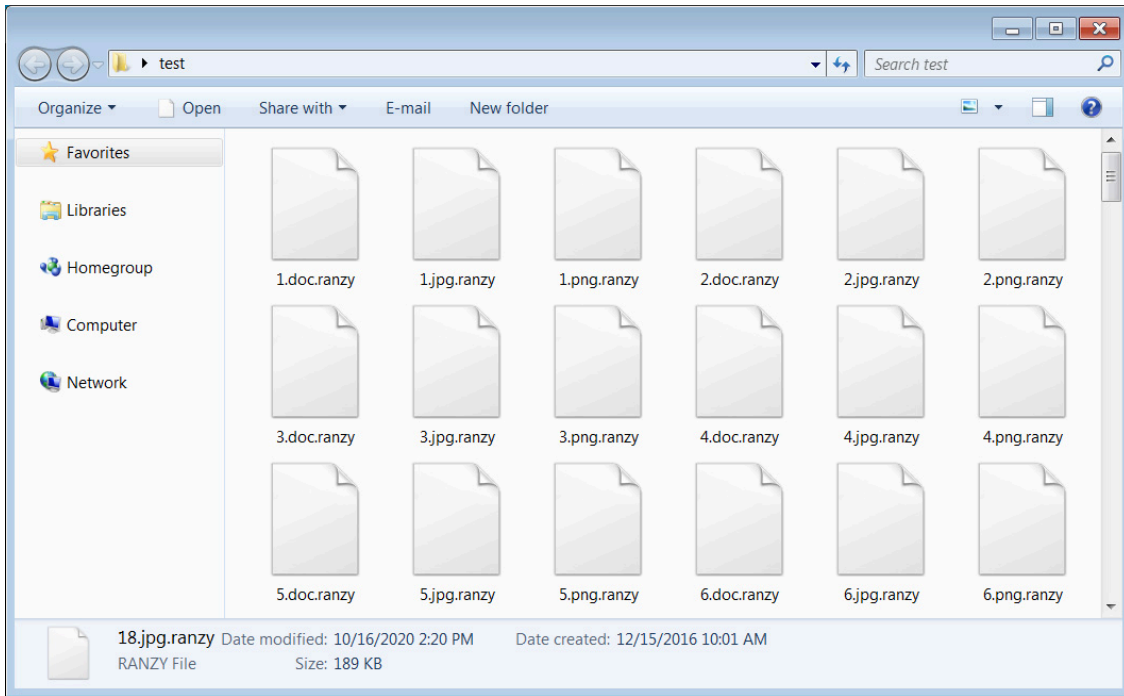 test
Search test
Organize Open Share with E-mail New folder
Favorites
Libraries
Homegroup
Computer
Network
1.doc.ranzy 1.jpg.ranzy 1.png.ranzy 2.doc.ranzy 2.jpg.ranzy 2.png.ranzy
3.doc.ranzy 3.jpg.ranzy 3.png.ranzy 4.doc.ranzy 4.jpg.ranzy 4.png.ranzy
5.doc.ranzy 5.jpg.ranzy 5.png.ranzy 6.doc.ranzy 6.jpg.ranzy 6.png.ranzy
18.jpg.ranzy Date modified: 10/16/2020 2:20 PM Date created: 12/15/2016 10:01 AM
RANZY File Size: 189 KB